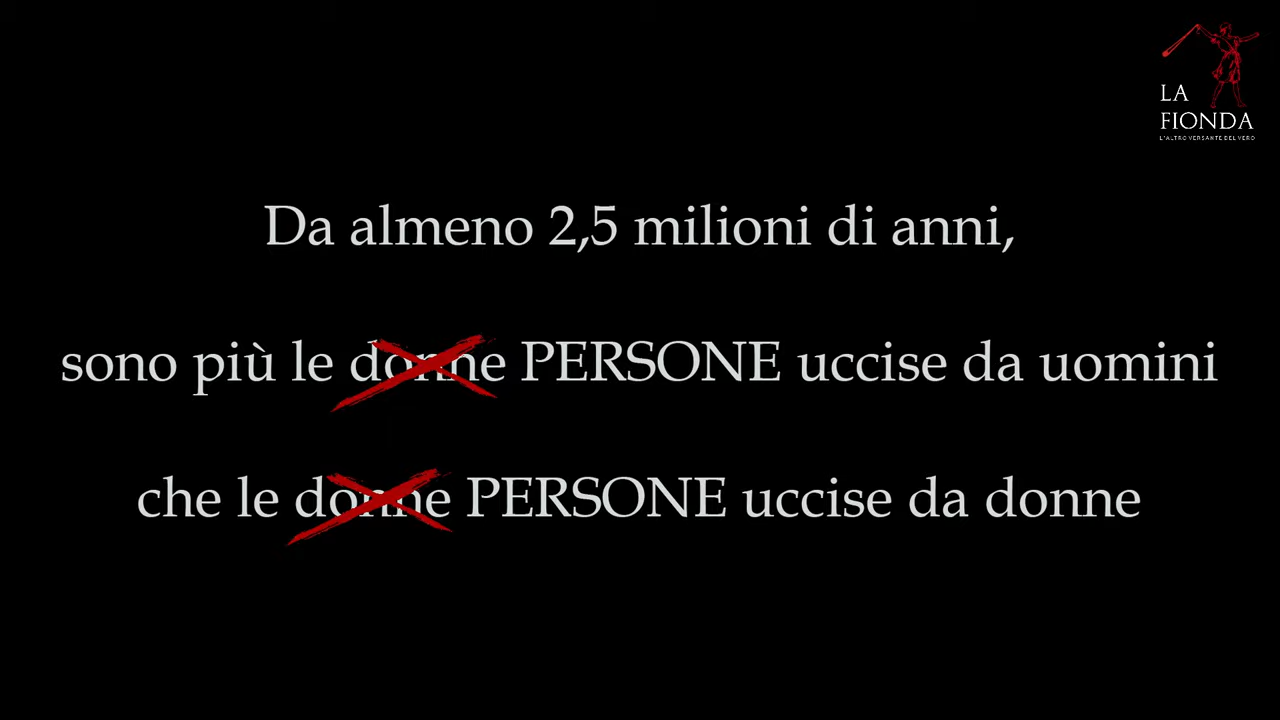 LA
FIONDA
L'ALTRO VERSANTE DEL VERO
Da almeno 2,5 milioni di anni,
sono più le donne PERSONE uccise da uomini
che le donne PERSONE uccise da donne